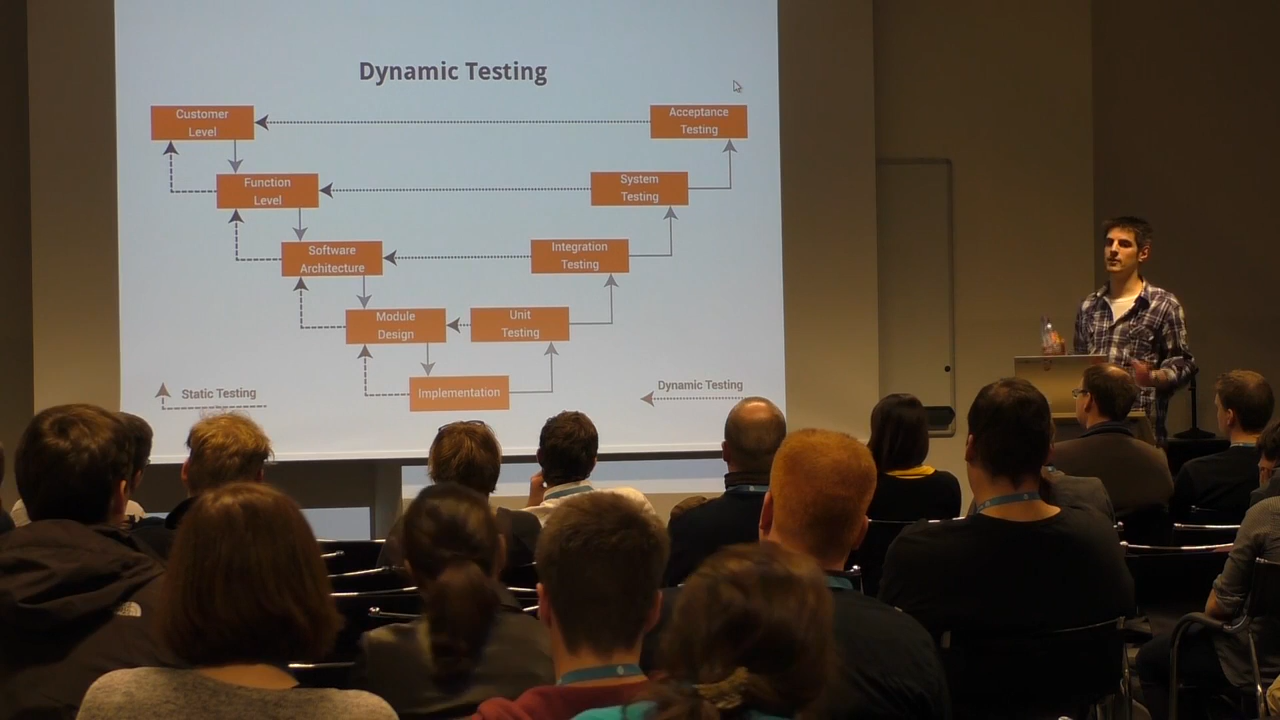 Dynamic Testing
Customer
Level
Acceptance
Testing
Function
Level
System
Testing
Software
Architecture
Integration
Testing
Module
Design
Unit
Testing
Implementation
Static Testing
Dynamic Testing